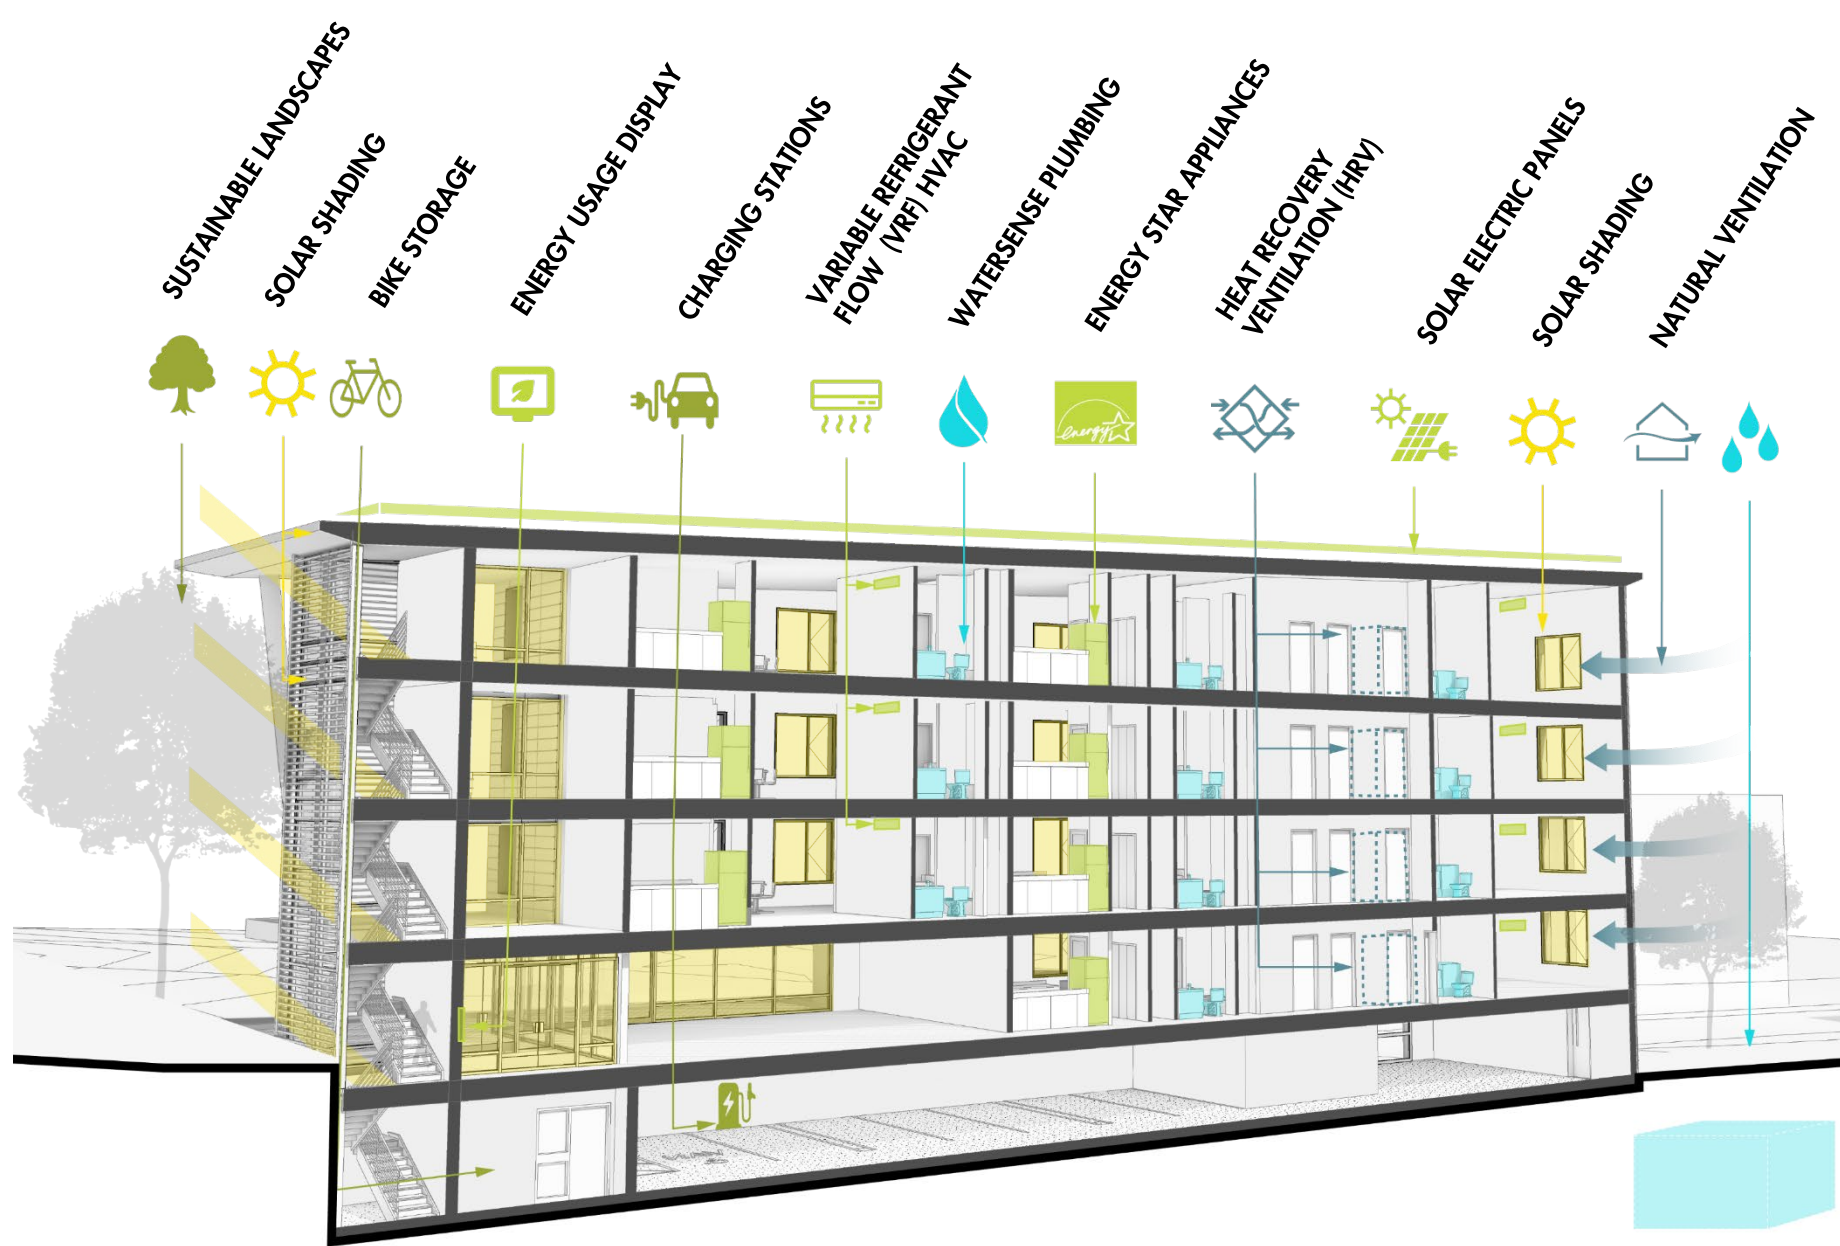 SUSTAINABLE LANDSCAPES
SOLAR SHADING
BIKE STORAGE
ENERGY USAGE DISPLAY
CHARGING STATIONS
VARIABLE REFRIGERANT
FLOW (VRF) HVAC
WATERSENSE PLUMBING
ENERGY STAR APPLIANCES
HEAT RECOVERY
VENTILATION (HRV)
SOLAR ELECTRIC PANELS
SOLAR SHADING
NATURAL VENTILATION
energy